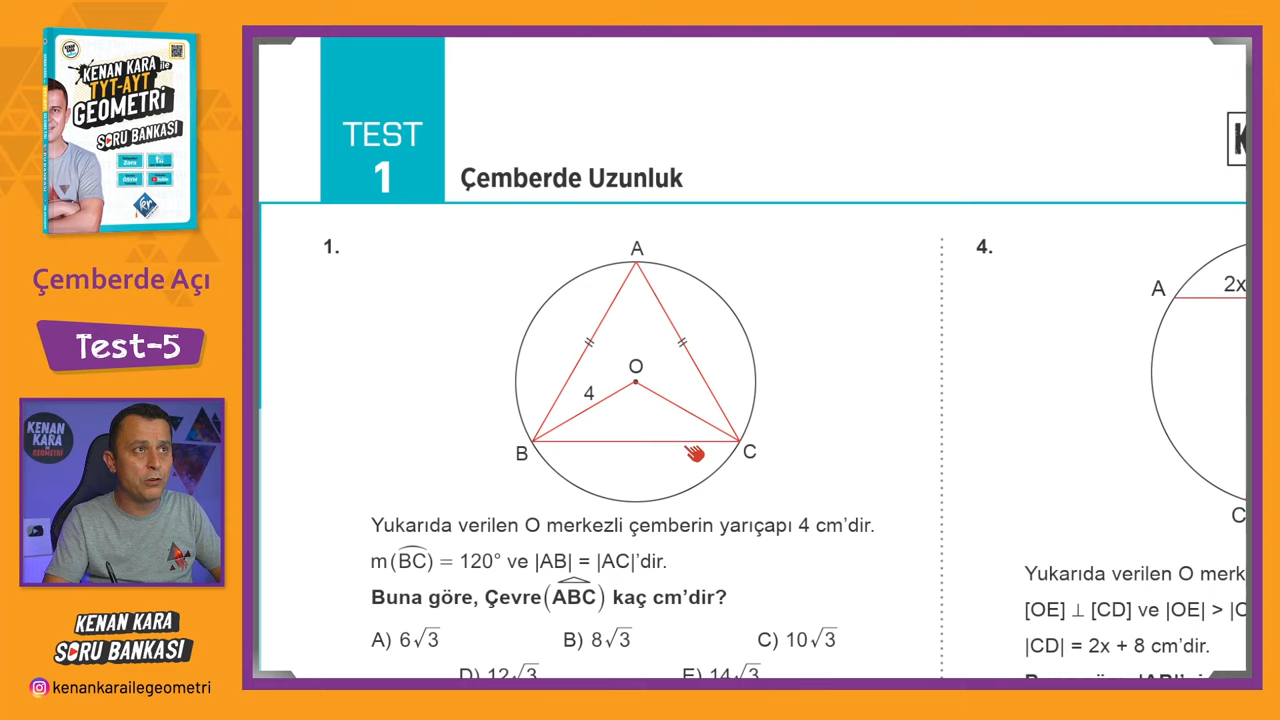 KENAN KARA ile
TYT-AYT
GEOMETRİ
SORU BANKASI
Çemberde Açı
Test-5
KENAN
KARA
GEOMETRİ
KENAN KARA
SORU BANKASI
kenankarailegeometri
TEST
1
Çemberde Uzunluk
K
1.
A
O
4
B
C
Yukarıda verilen O merkezli çemberin yarıçapı 4 cm’dir.
m(BC) = 120° ve |AB| = |AC|’dir.
Buna göre, Çevre(ABC) kaç cm’dir?
A) 6√3 B) 8√3 C) 10√3
D) 12√3 E) 14√3
4.
A
2x
C
Yukarıda verilen O merk
[OE] ⊥ [CD] ve |OE| > |O
|CD| = 2x + 8 cm’dir.